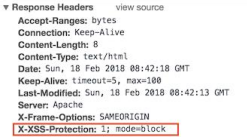 ▼ Response Headers view source
Accept-Ranges: bytes
Connection: Keep-Alive
Content-Length: 8
Content-Type: text/html
Date: Sun, 18 Feb 2018 08:42:18 GMT
Keep-Alive: timeout=5, max=100
Last-Modified: Sun, 18 Feb 2018 08:42:13 GMT
Server: Apache
X-Frame-Options: SAMEORIGIN
X-XSS-Protection: 1; mode=block